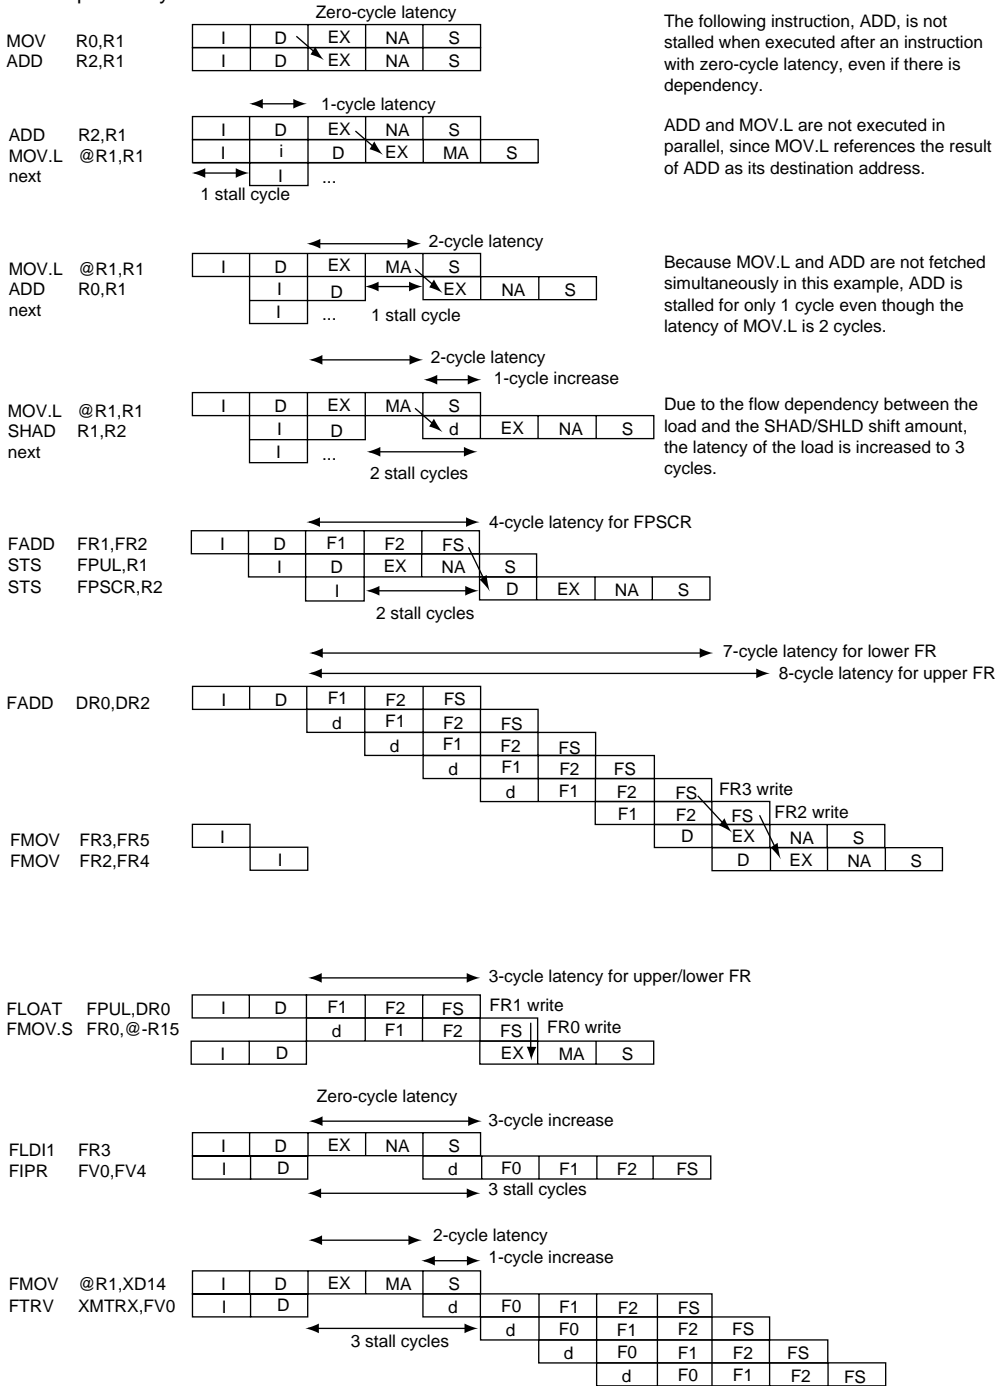 Zero-cycle latency
MOV R0,R1 I D EX NA S
ADD R2,R1 I D EX NA S
The following instruction, ADD, is not
stalled when executed after an instruction
with zero-cycle latency, even if there is
dependency.
1-cycle latency
ADD R2,R1 I D EX NA S
MOV.L @R1,R1 I i D EX MA S
next I ...
1 stall cycle
ADD and MOV.L are not executed in
parallel, since MOV.L references the result
of ADD as its destination address.
2-cycle latency
MOV.L @R1,R1 I D EX MA S
ADD R0,R1 I D EX NA S
next I ... 1 stall cycle
Because MOV.L and ADD are not fetched
simultaneously in this example, ADD is
stalled for only 1 cycle even though the
latency of MOV.L is 2 cycles.
2-cycle latency
1-cycle increase
MOV.L @R1,R1 I D EX MA S
SHAD R1,R2 I D d EX NA S
next I ...
2 stall cycles
Due to the flow dependency between the
load and the SHAD/SHLD shift amount,
the latency of the load is increased to 3
cycles.
4-cycle latency for FPSCR
FADD FR1,FR2 I D F1 F2 FS
STS FPUL,R1 I D EX NA S
STS FPSCR,R2 I D EX NA S
2 stall cycles
7-cycle latency for lower FR
8-cycle latency for upper FR
FADD DR0,DR2 I D F1 F2 FS
d F1 F2 FS
d F1 F2 FS
d F1 F2 FS
d F1 F2 FS FR3 write
F1 F2 FS FR2 write
FMOV FR3,FR5 I D EX NA S
FMOV FR2,FR4 I D EX NA S
3-cycle latency for upper/lower FR
FLOAT FPUL,DR0 I D F1 F2 FS FR1 write
FMOV.S FR0,@-R15 d F1 F2 FS FR0 write
I D EX MA S
Zero-cycle latency
3-cycle increase
FLDI1 FR3 I D EX NA S
FIPR FV0,FV4 I D d F0 F1 F2 FS
3 stall cycles
2-cycle latency
1-cycle increase
FMOV @R1,XD14 I D EX MA S
FTRV XMTRX,FV0 I D d F0 F1 F2 FS
3 stall cycles d F0 F1 F2 FS
d F0 F1 F2 FS
d F0 F1 F2 FS